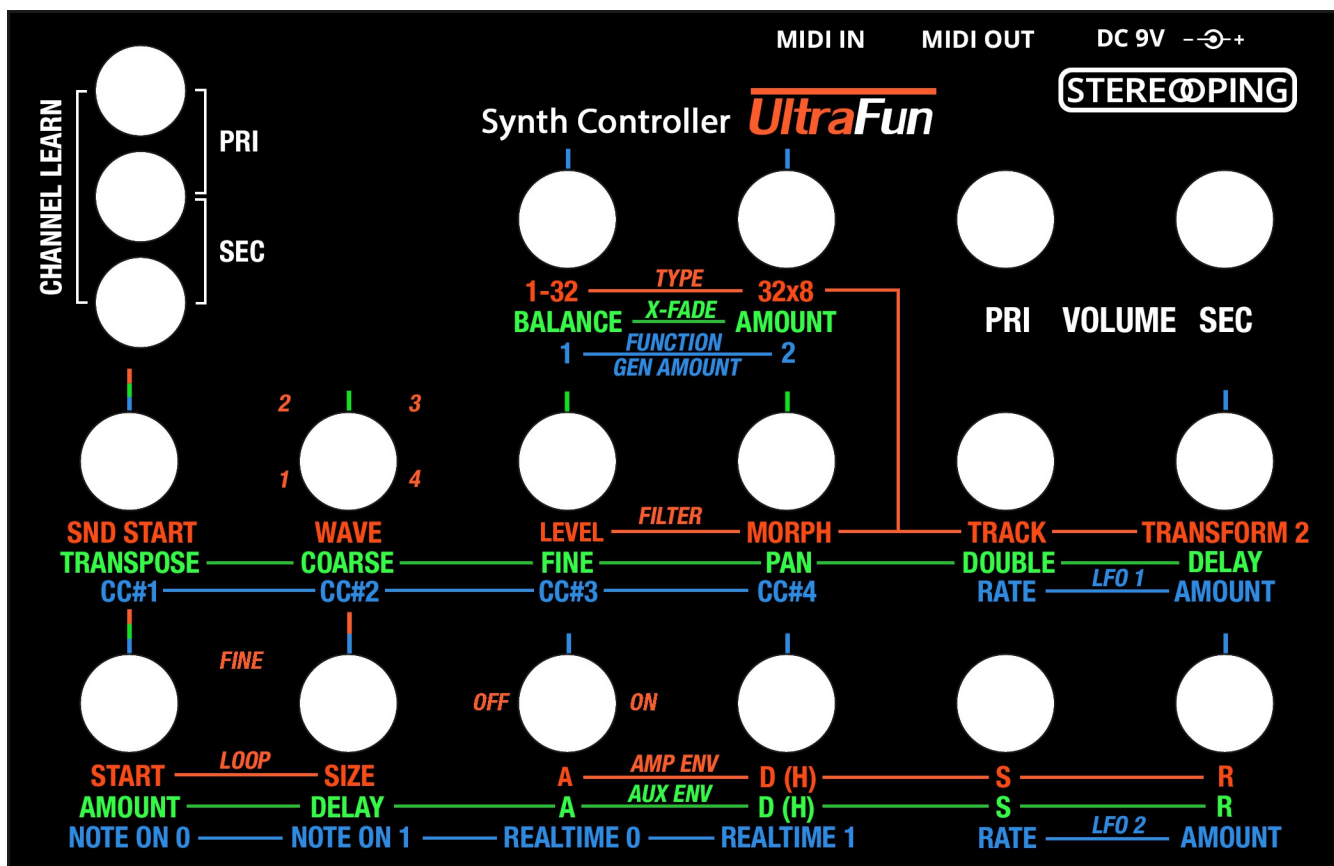 MIDI IN MIDI OUT DC 9V - +
STEREOOPING
Synth Controller UltraFun
CHANNEL LEARN
PRI
SEC
TYPE
1-32 32x8
X-FADE
BALANCE AMOUNT
FUNCTION
1 2
GEN AMOUNT
PRI VOLUME SEC
2 3
1 4
FILTER
SND START WAVE LEVEL MORPH TRACK TRANSFORM 2
TRANSPOSE COARSE FINE PAN DOUBLE DELAY
LFO 1
CC#1 CC#2 CC#3 CC#4 RATE AMOUNT
FINE
OFF ON
LOOP AMP ENV
START SIZE A D (H) S R
AUX ENV
AMOUNT DELAY A D (H) S R
LFO 2
NOTE ON 0 NOTE ON 1 REALTIME 0 REALTIME 1 RATE AMOUNT